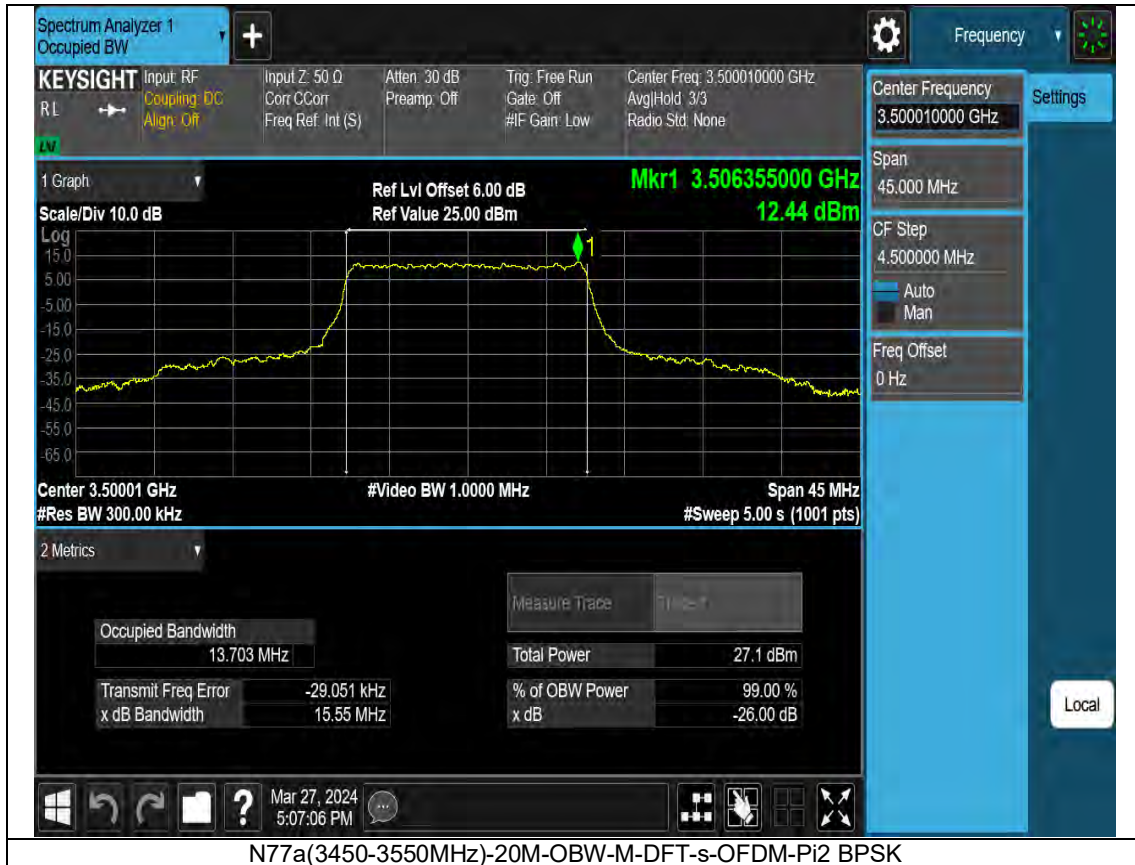 Spectrum Analyzer 1
Occupied BW
+
Frequency
KEYSIGHT
RL
LXI
Input: RF
Coupling: DC
Align: Off
Input Z: 50 Ω
Corr CCorr
Freq Ref: Int (S)
Atten: 30 dB
Preamp: Off
Trig: Free Run
Gate: Off
#IF Gain: Low
Center Freq: 3.500010000 GHz
Avg|Hold: 3/3
Radio Std: None
Center Frequency
3.500010000 GHz
Settings
Span
45.000 MHz
CF Step
4.500000 MHz
Auto
Man
Freq Offset
0 Hz
Local
1 Graph
Scale/Div 10.0 dB
Ref Lvl Offset 6.00 dB
Ref Value 25.00 dBm
Mkr1 3.506355000 GHz
12.44 dBm
Log
1
15.0
5.00
-5.00
-15.0
-25.0
-35.0
-45.0
-55.0
-65.0
Center 3.50001 GHz
#Video BW 1.0000 MHz
Span 45 MHz
#Res BW 300.00 kHz
#Sweep 5.00 s (1001 pts)
2 Metrics
Measure Trace
Occupied Bandwidth
13.703 MHz
Total Power 27.1 dBm
Transmit Freq Error -29.051 kHz
% of OBW Power 99.00 %
x dB Bandwidth 15.55 MHz
x dB -26.00 dB
?
Mar 27, 2024
5:07:06 PM
N77a(3450-3550MHz)-20M-OBW-M-DFT-s-OFDM-Pi2 BPSK